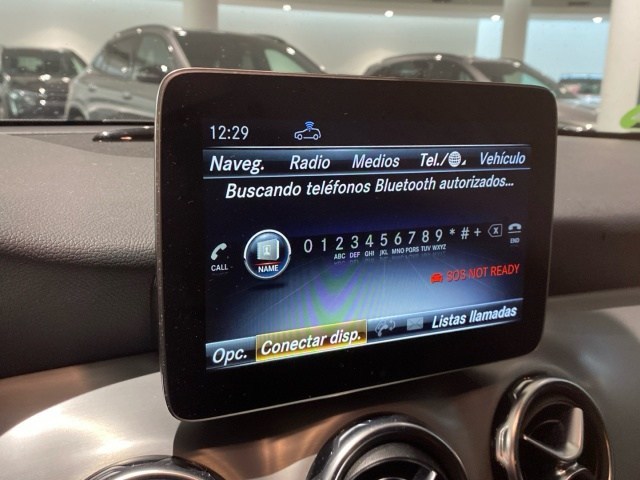 12:29
Naveg. Radio Medios Tel./ Vehículo
Buscando teléfonos Bluetooth autorizados...
0 1 2 3 4 5 6 7 8 9 * # +
ABC DEF GHI JKL MNO PQRS TUV WXYZ
CALL NAME END
SOS NOT READY
Opc. Conectar disp. Listas llamadas